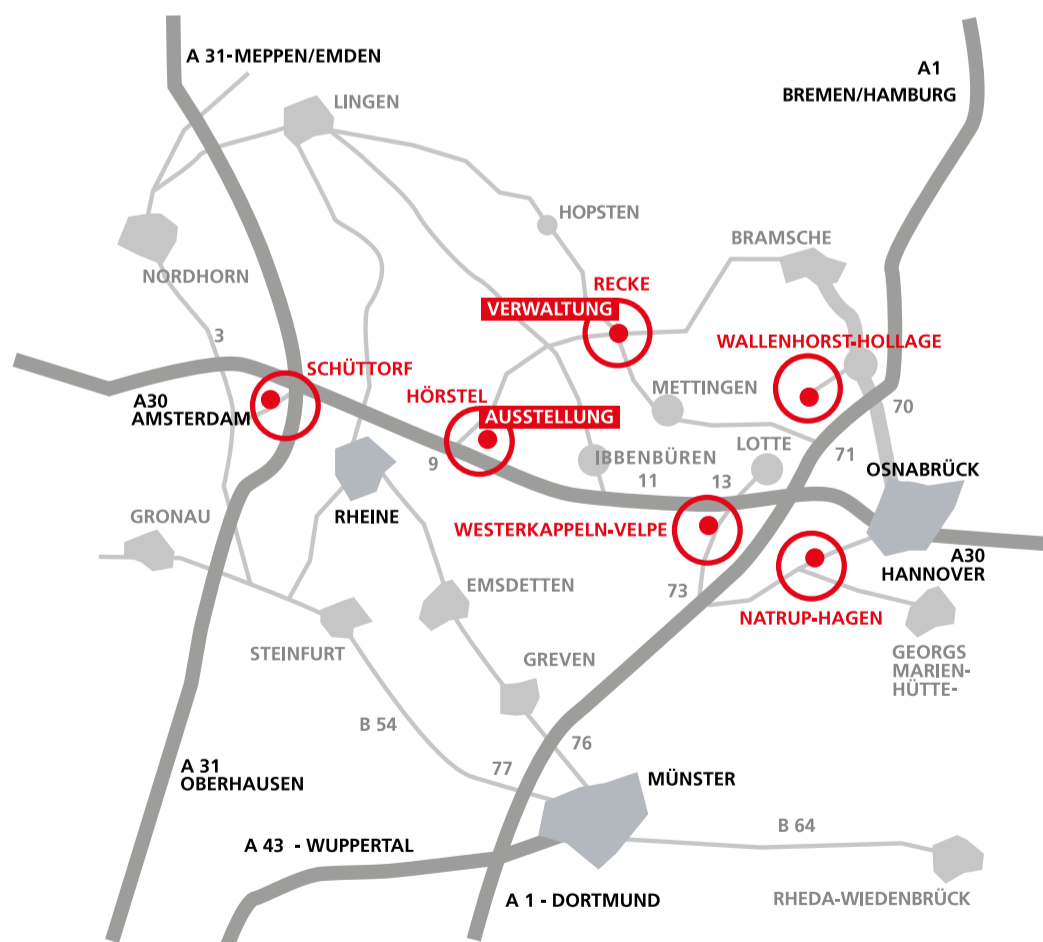 A 31-MEPPEN/EMDEN
A1
BREMEN/HAMBURG
LINGEN
HOPSTEN
BRAMSCHE
NORDHORN
RECKE
VERWALTUNG
3
WALLENHORST-HOLLAGE
SCHÜTTORF
HÖRSTEL
METTINGEN
A30
AMSTERDAM
AUSSTELLUNG
70
9
IBBENBÜREN
LOTTE
71
11
13
OSNABRÜCK
GRONAU
RHEINE
WESTERKAPPELN-VELPE
A30
HANNOVER
EMSDETTEN
73
NATRUP-HAGEN
STEINFURT
GREVEN
GEORGS
MARIEN-
HÜTTE-
B 54
76
A 31
OBERHAUSEN
77
MÜNSTER
B 64
A 43 - WUPPERTAL
A 1 - DORTMUND
RHEDA-WIEDENBRÜCK